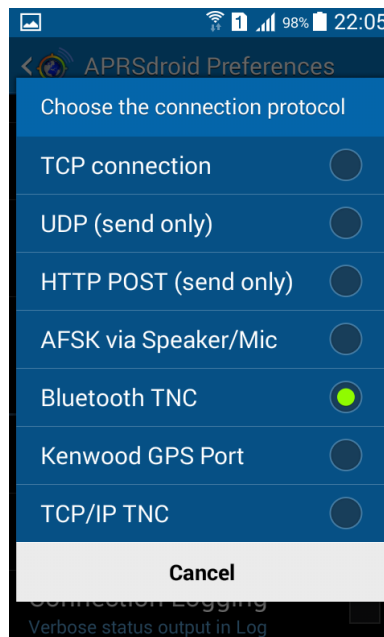 1 98% 22:05
APRSdroid Preferences
Choose the connection protocol
TCP connection
UDP (send only)
HTTP POST (send only)
AFSK via Speaker/Mic
Bluetooth TNC
Kenwood GPS Port
TCP/IP TNC
Cancel
Connection Logging
Verbose status output in Log